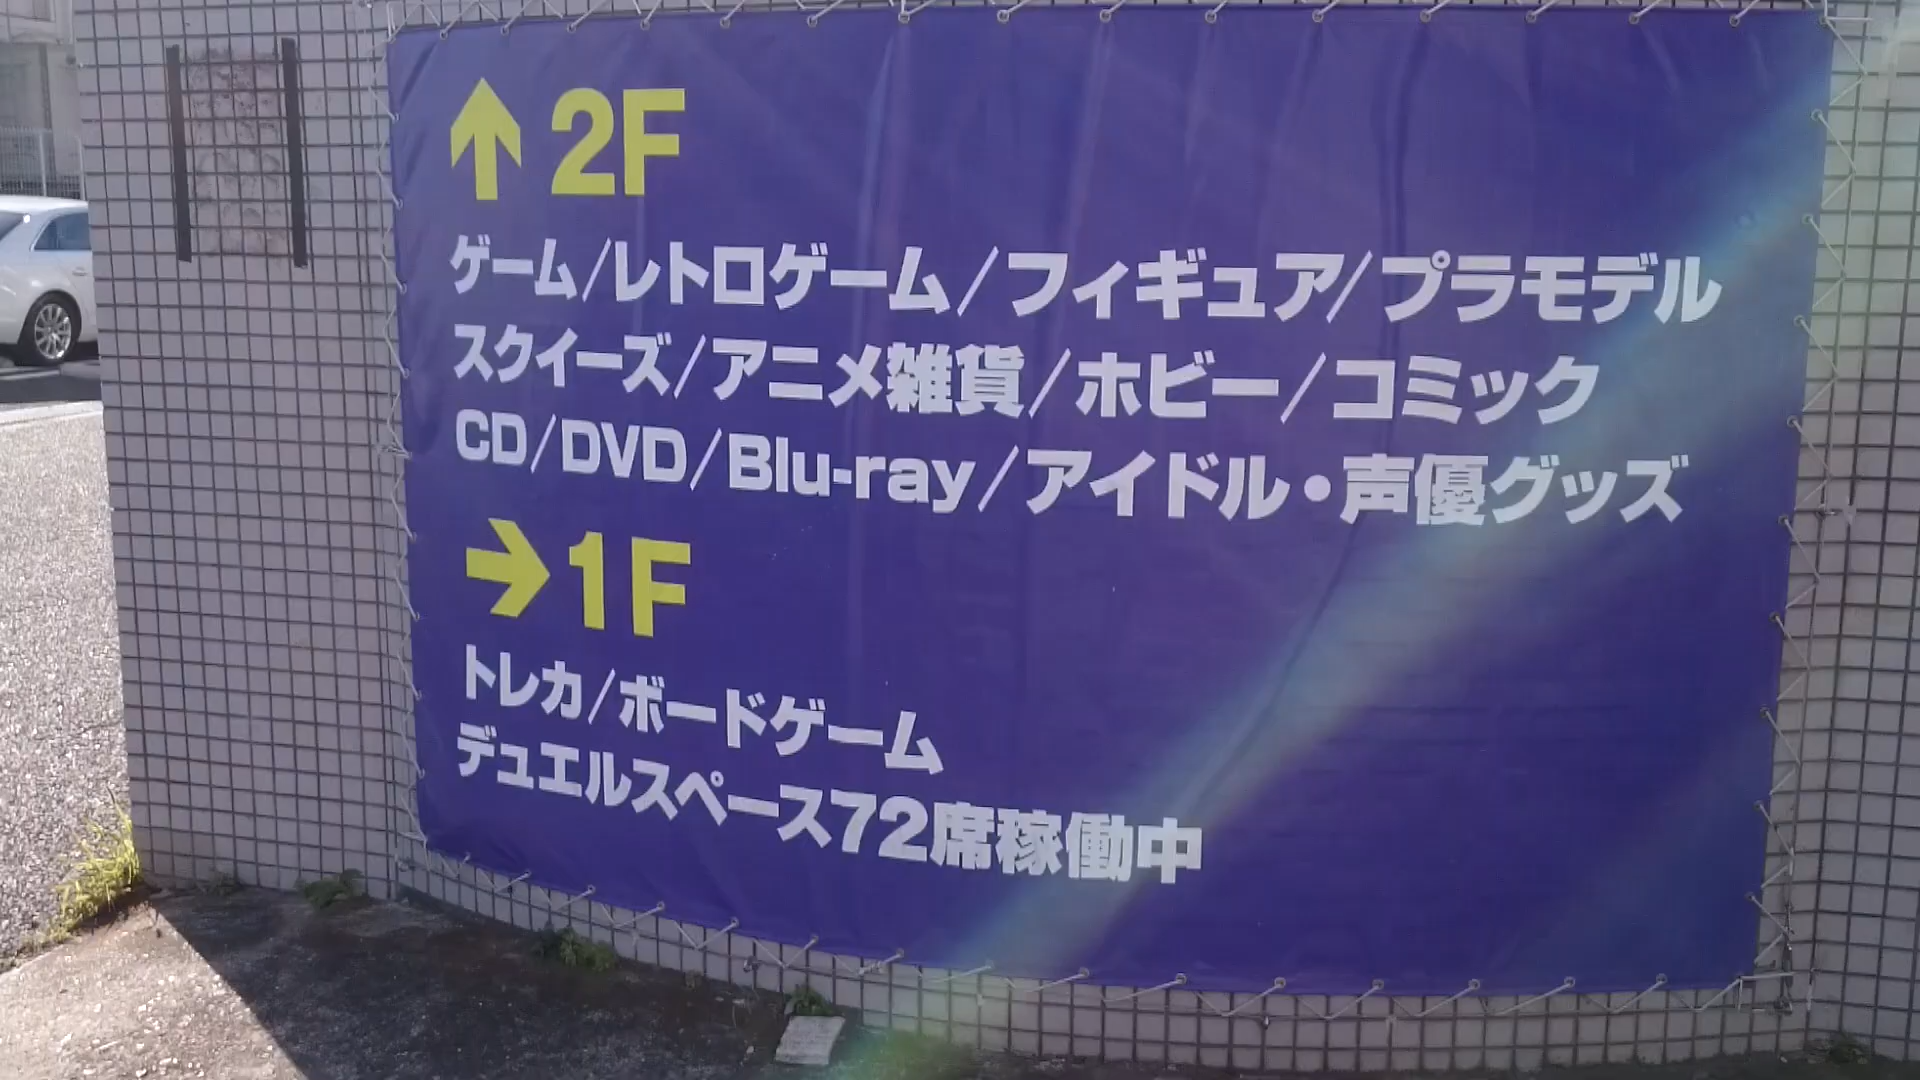 ↑2F
ゲーム/レトロゲーム/フィギュア/プラモデル
スクイーズ/アニメ雑貨/ホビー/コミック
CD/DVD/Blu-ray/アイドル・声優グッズ
→1F
トレカ/ボードゲーム
デュエルスペース72席稼働中